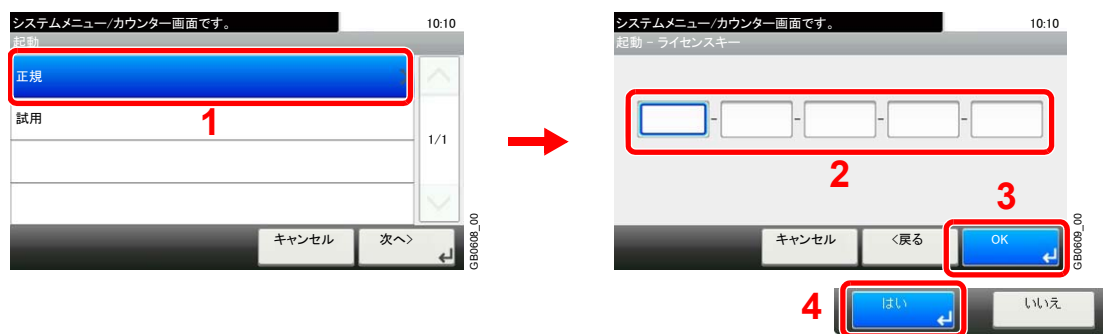 システムメニュー/カウンター画面です。
10:10
起動
正規
試用
1
1/1
キャンセル
次へ>
GB0608_00
システムメニュー/カウンター画面です。
10:10
起動 - ライセンスキー
- - - -
2
3
キャンセル
<戻る
OK
GB0609_00
4
はい
いいえ